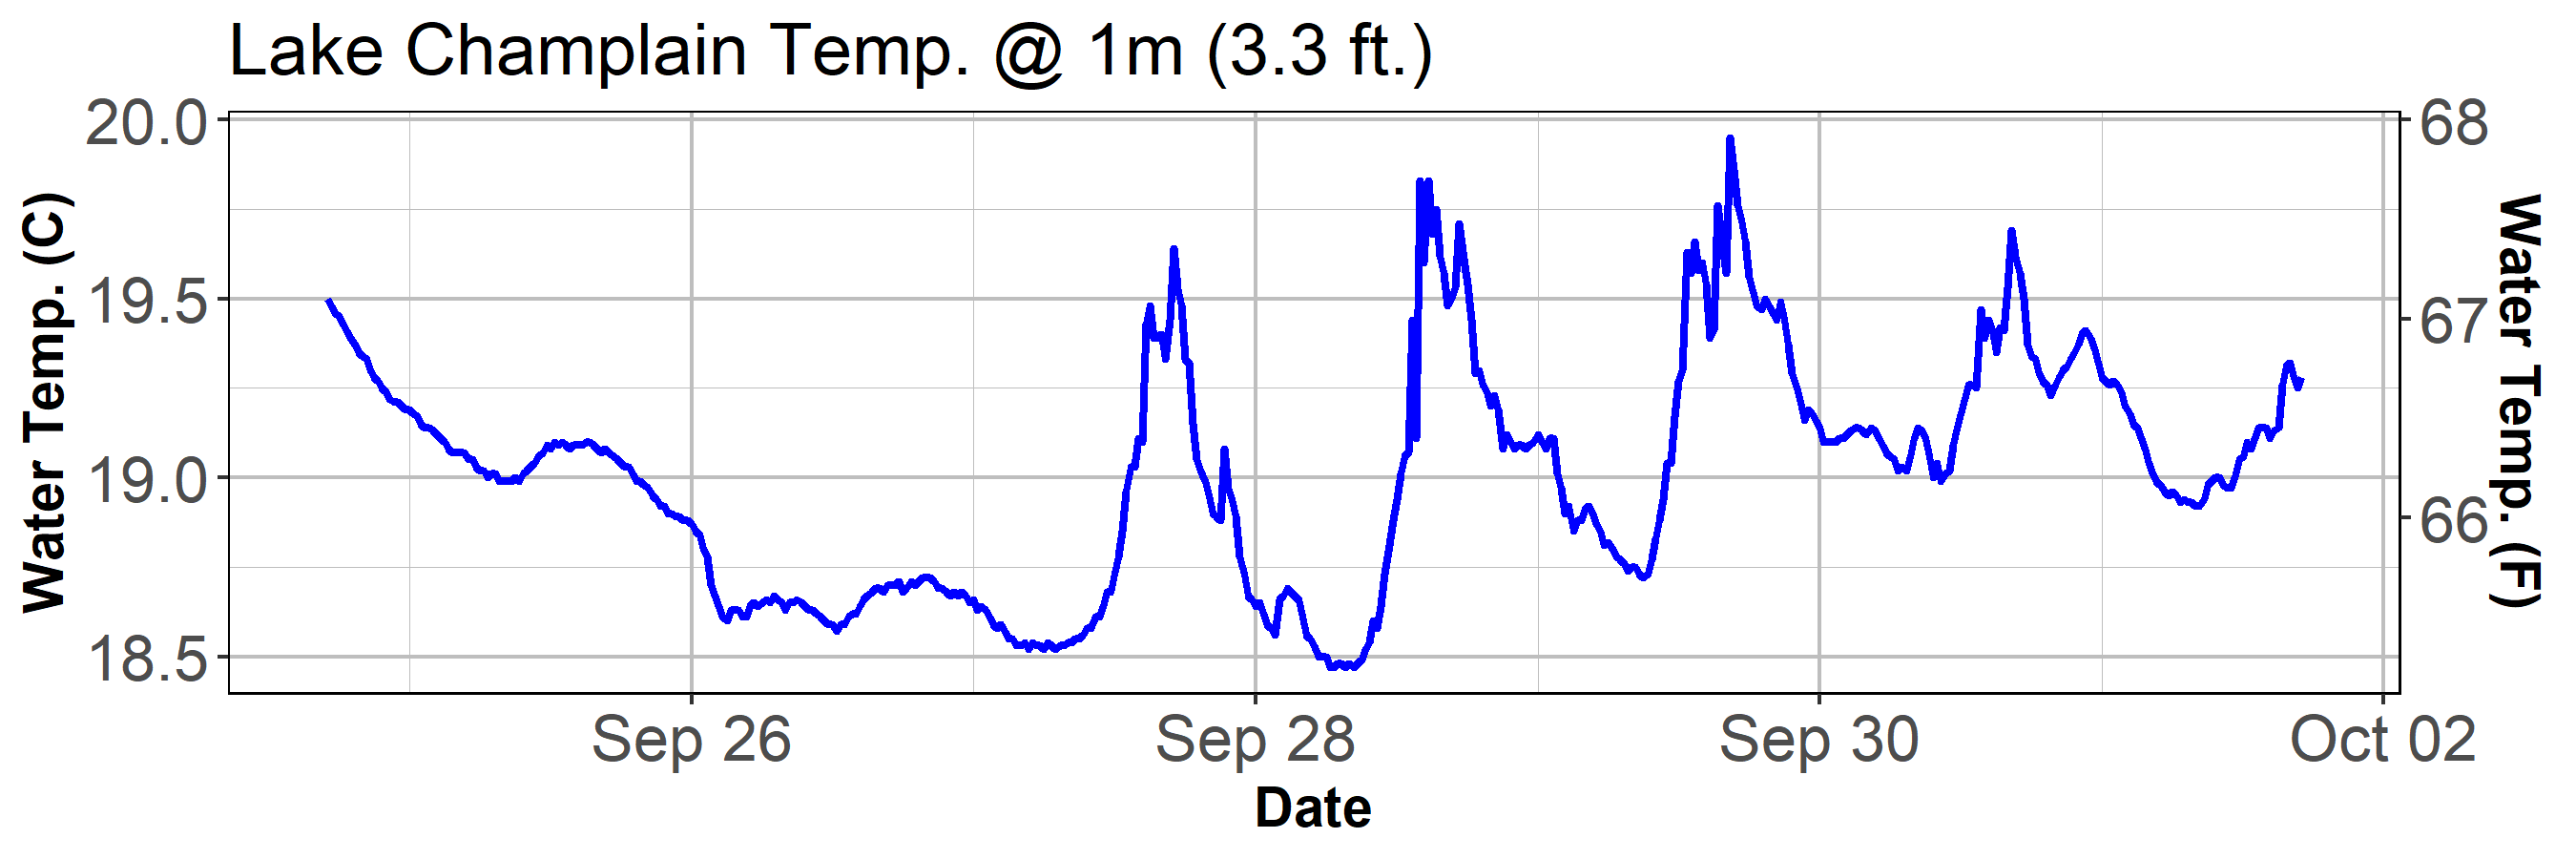 Lake Champlain Temp. @ 1m (3.3 ft.)
20.0
19.5
19.0
18.5
Water Temp. (C)
68
67
66
Water Temp. (F)
Sep 26
Sep 28
Sep 30
Oct 02
Date